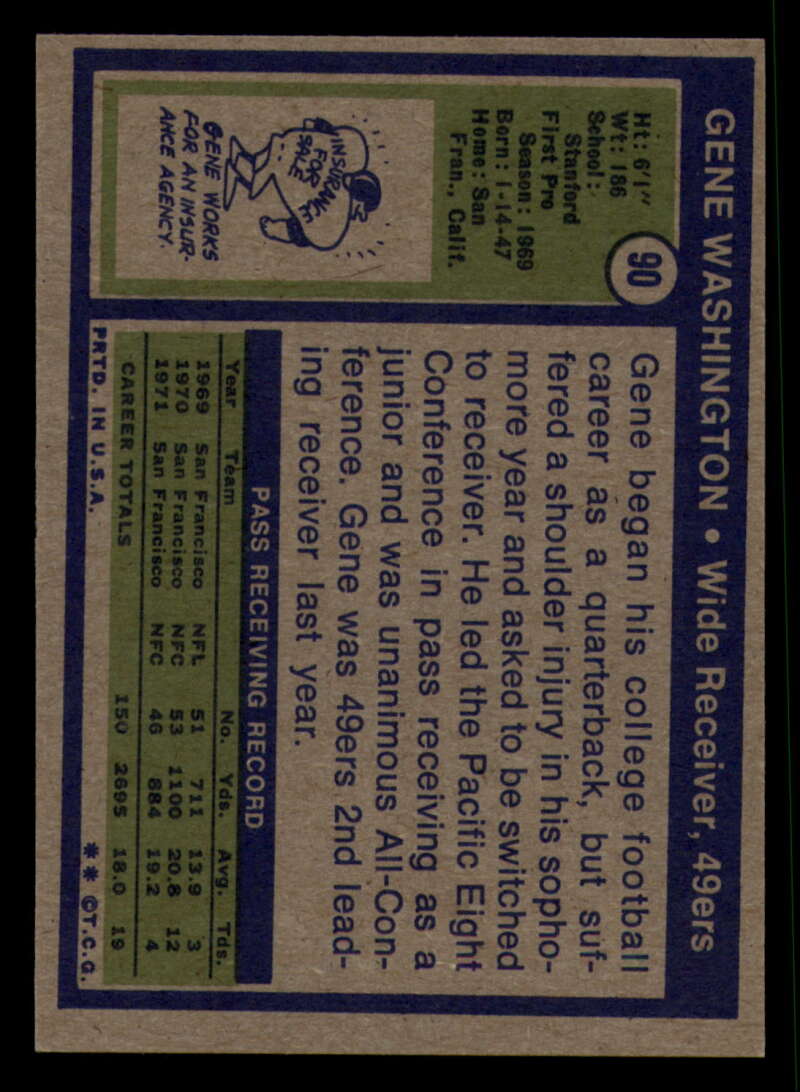 GENE WASHINGTON • Wide Receiver, 49ers
90
Ht: 6'1"
Wt: 186
School:
Stanford
First Pro
Season: 1969
Born: 1-14-47
Home: San
Fran., Calif.
INSURANCE
FOR
SALE
GENE WORKS
FOR AN INSUR-
ANCE AGENCY.
Gene began his college football
career as a quarterback, but suf-
fered a shoulder injury in his sopho-
more year and asked to be switched
to receiver. He led the Pacific Eight
Conference in pass receiving as a
junior and was unanimous All-Con-
ference. Gene was 49ers 2nd lead-
ing receiver last year.
PASS RECEIVING RECORD
Year Team No. Yds. Avg. Tds.
1969 San Francisco NFL 51 711 13.9 3
1970 San Francisco NFC 53 1100 20.8 12
1971 San Francisco NFC 46 884 19.2 4
CAREER TOTALS 150 2695 18.0 19
PRTD. IN U.S.A. ** ©T.C.G.